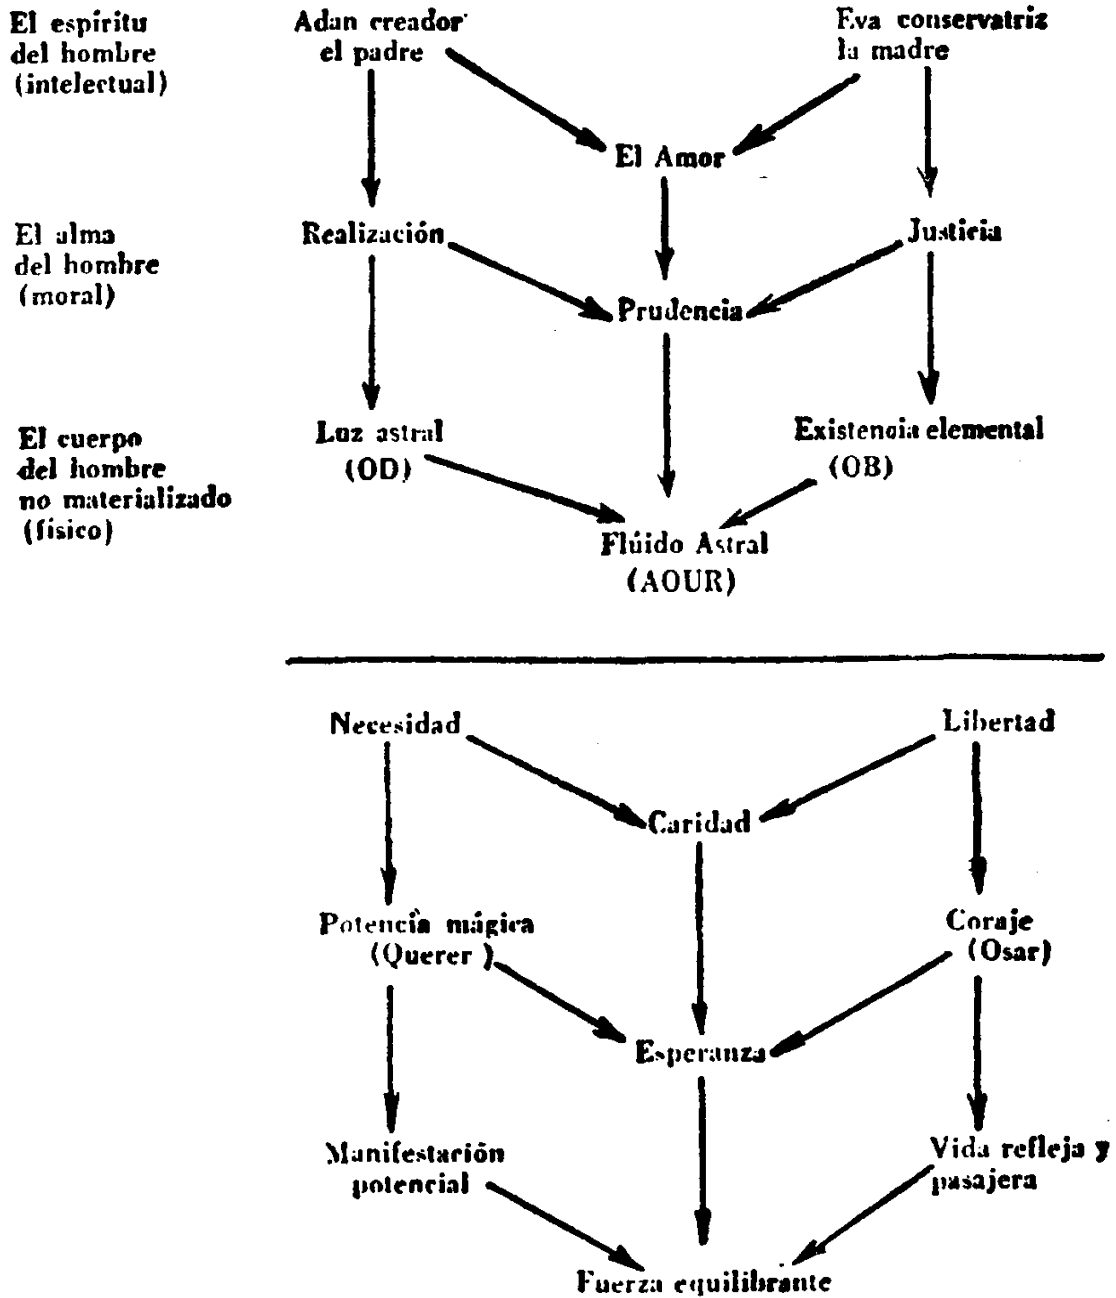 El espíritu
del hombre
(intelectual)
Adan creador
el padre
Eva conservatriz
la madre
El Amor
El alma
del hombre
(moral)
Realización
Justicia
Prudencia
El cuerpo
del hombre
no materializado
(físico)
Luz astral
(OD)
Existencia elemental
(OB)
Flúido Astral
(AOUR)
Necesidad
Libertad
Caridad
Potencia mágica
(Querer )
Coraje
(Osar)
Esperanza
Manifestación
potencial
Vida refleja y
pasajera
Fuerza equilibrante